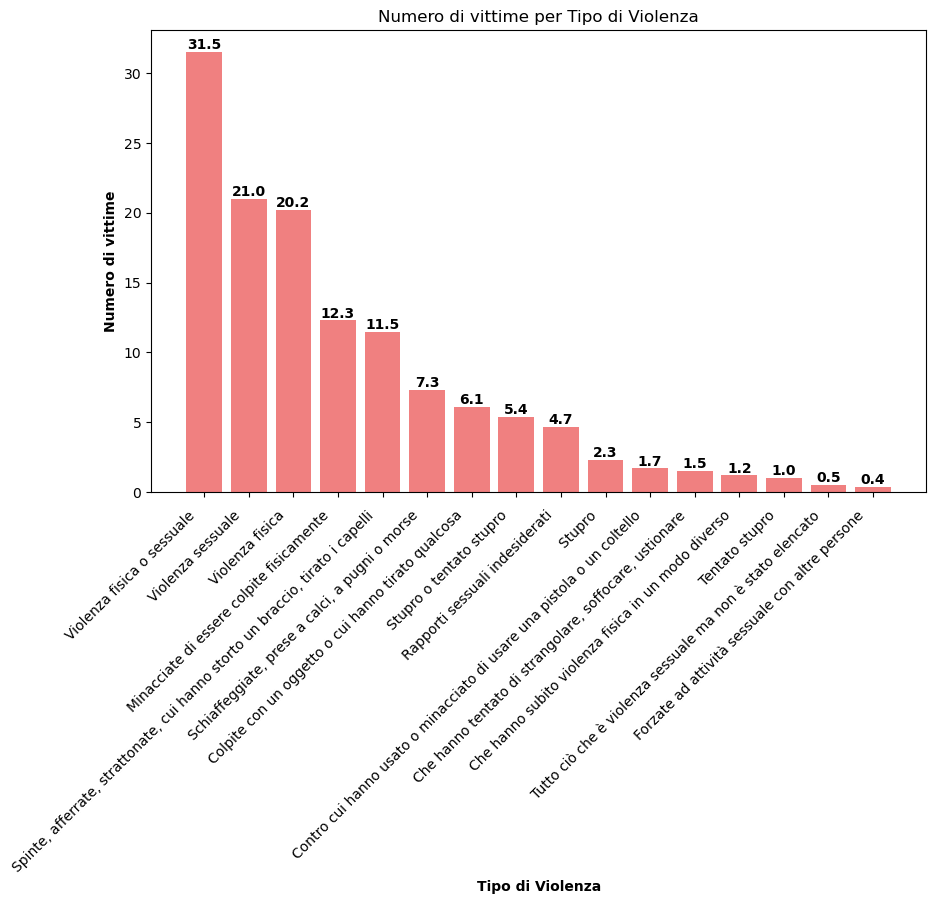 Numero di vittime per Tipo di Violenza
Numero di vittime
30
25
20
15
10
5
0
31.5
21.0
20.2
12.3
11.5
7.3
6.1
5.4
4.7
2.3
1.7
1.5
1.2
1.0
0.5
0.4
Violenza fisica o sessuale
Violenza sessuale
Violenza fisica
Minacciate di essere colpite fisicamente
Spinte, afferrate, strattonate, cui hanno storto un braccio, tirato i capelli
Schiaffeggiate, prese a calci, a pugni o morse
Colpite con un oggetto o cui hanno tirato qualcosa
Stupro o tentato stupro
Rapporti sessuali indesiderati
Stupro
Contro cui hanno usato o minacciato di usare una pistola o un coltello
Che hanno tentato di strangolare, soffocare, ustionare
Che hanno subito violenza fisica in un modo diverso
Tentato stupro
Tutto ciò che è violenza sessuale ma non è stato elencato
Forzate ad attività sessuale con altre persone
Tipo di Violenza